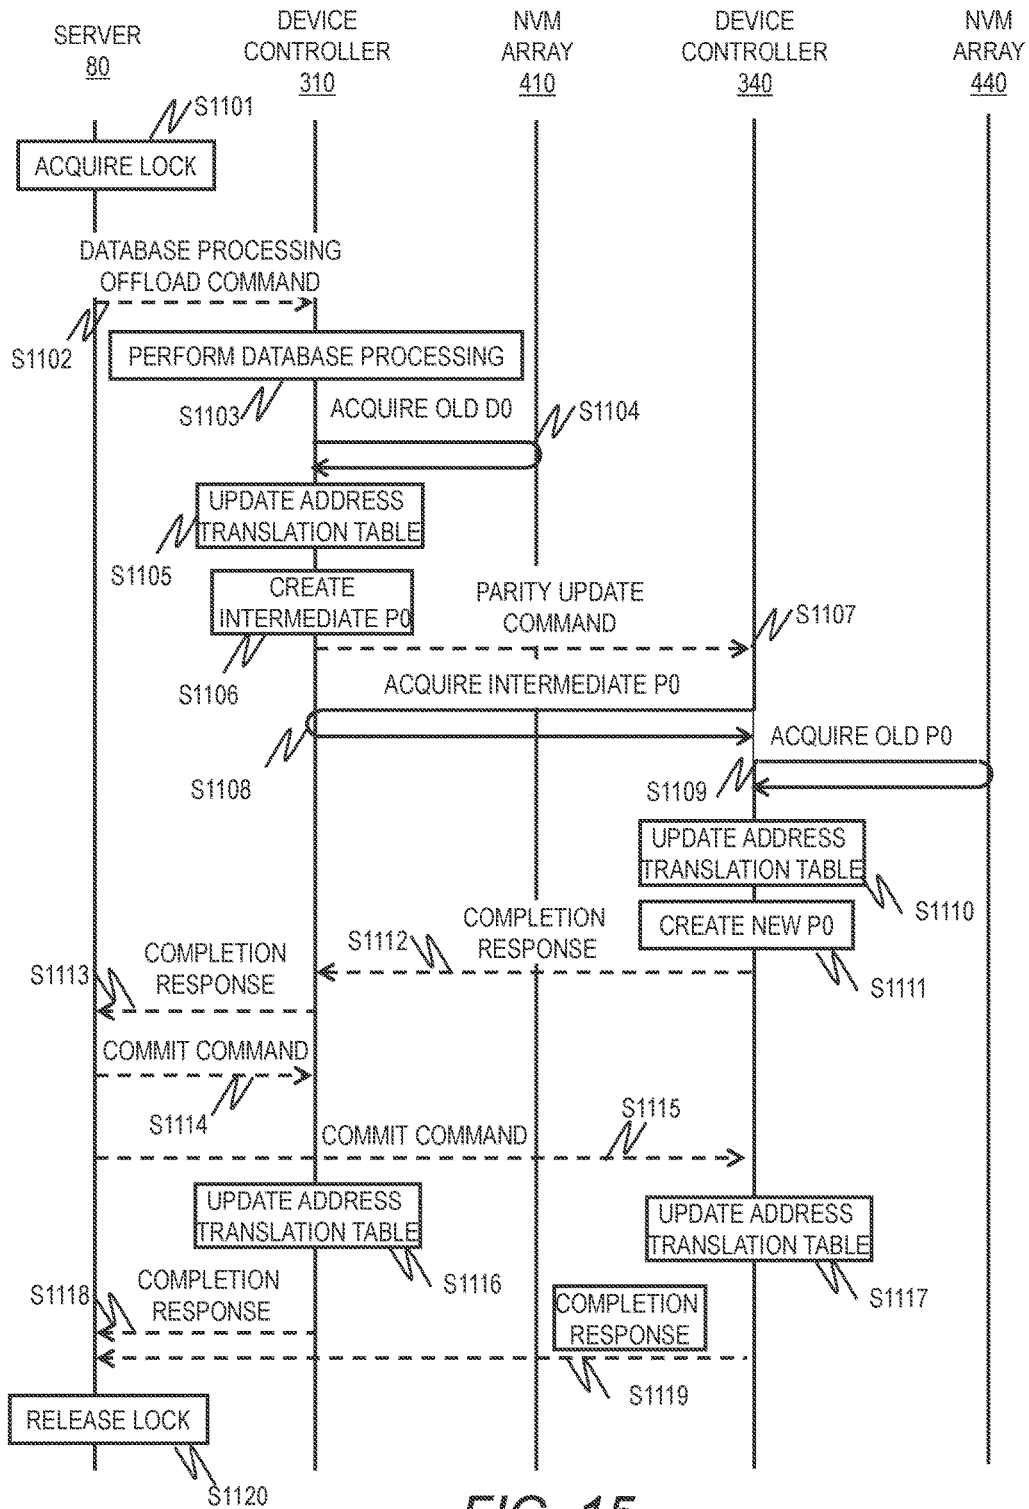 SERVER
80
DEVICE
CONTROLLER
310
NVM
ARRAY
410
DEVICE
CONTROLLER
340
NVM
ARRAY
440
S1101
ACQUIRE LOCK
DATABASE PROCESSING
OFFLOAD COMMAND
S1102
PERFORM DATABASE PROCESSING
S1103
ACQUIRE OLD D0
S1104
UPDATE ADDRESS
TRANSLATION TABLE
S1105
CREATE
INTERMEDIATE P0
S1106
PARITY UPDATE
COMMAND
S1107
ACQUIRE INTERMEDIATE P0
S1108
ACQUIRE OLD P0
S1109
UPDATE ADDRESS
TRANSLATION TABLE
S1110
CREATE NEW P0
S1111
COMPLETION
RESPONSE
S1112
COMPLETION
RESPONSE
S1113
COMMIT COMMAND
S1114
COMMIT COMMAND
S1115
UPDATE ADDRESS
TRANSLATION TABLE
S1116
UPDATE ADDRESS
TRANSLATION TABLE
S1117
COMPLETION
RESPONSE
S1118
COMPLETION
RESPONSE
S1119
RELEASE LOCK
S1120
FIG. 15